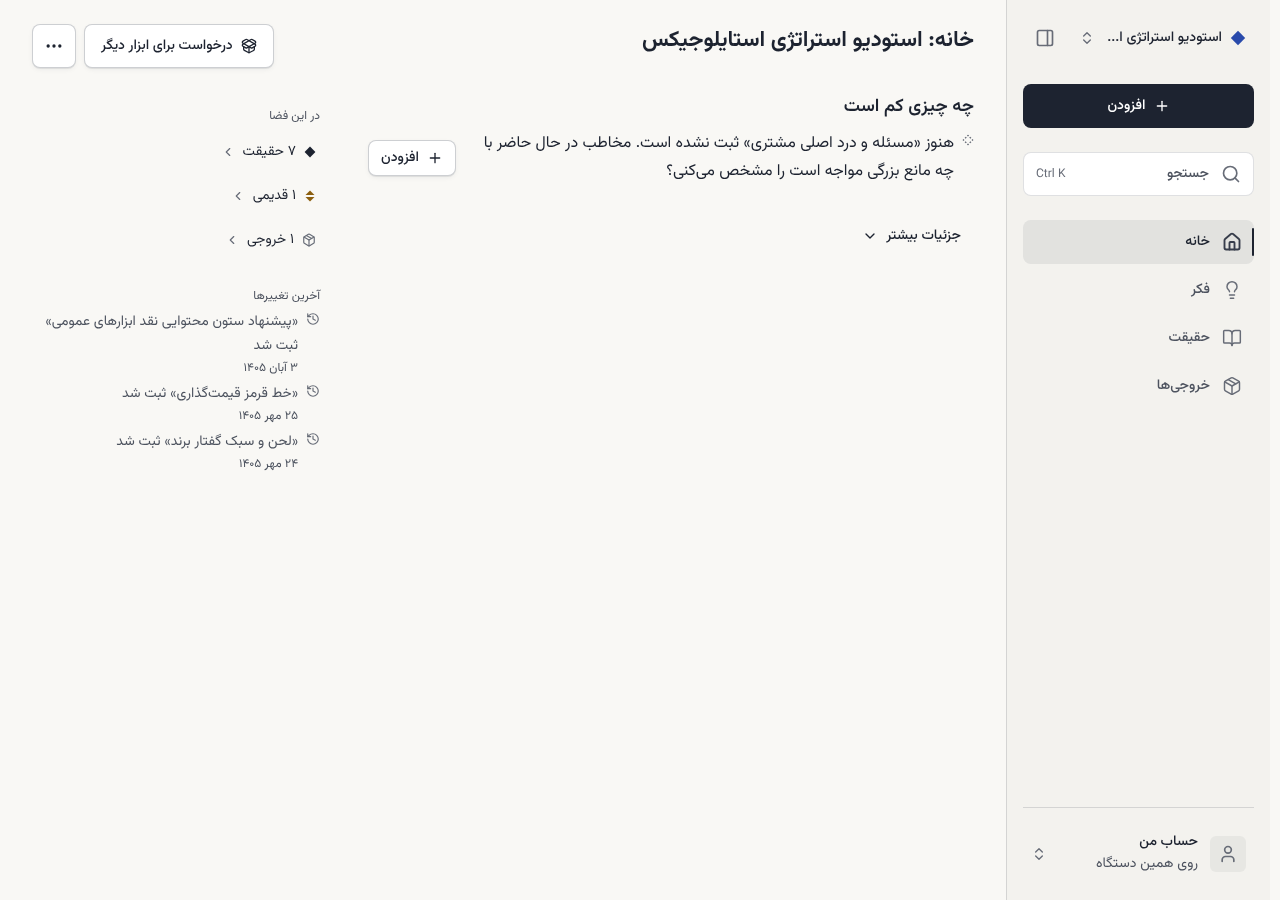 استودیو استراتژی ا...
افزودن
جستجو
Ctrl K
خانه
فکر
حقیقت
خروجی‌ها
حساب من
روی همین دستگاه
خانه: استودیو استراتژی استایلوجیکس
درخواست برای ابزار دیگر
چه چیزی کم است
هنوز «مسئله و درد اصلی مشتری» ثبت نشده است. مخاطب در حال حاضر با
چه مانع بزرگی مواجه است را مشخص می‌کنی؟
افزودن
جزئیات بیشتر
در این فضا
۷ حقیقت
۱ قدیمی
۱ خروجی
آخرین تغییرها
«پیشنهاد ستون محتوایی نقد ابزارهای عمومی»
ثبت شد
۳ آبان ۱۴۰۵
«خط قرمز قیمت‌گذاری» ثبت شد
۲۵ مهر ۱۴۰۵
«لحن و سبک گفتار برند» ثبت شد
۲۴ مهر ۱۴۰۵